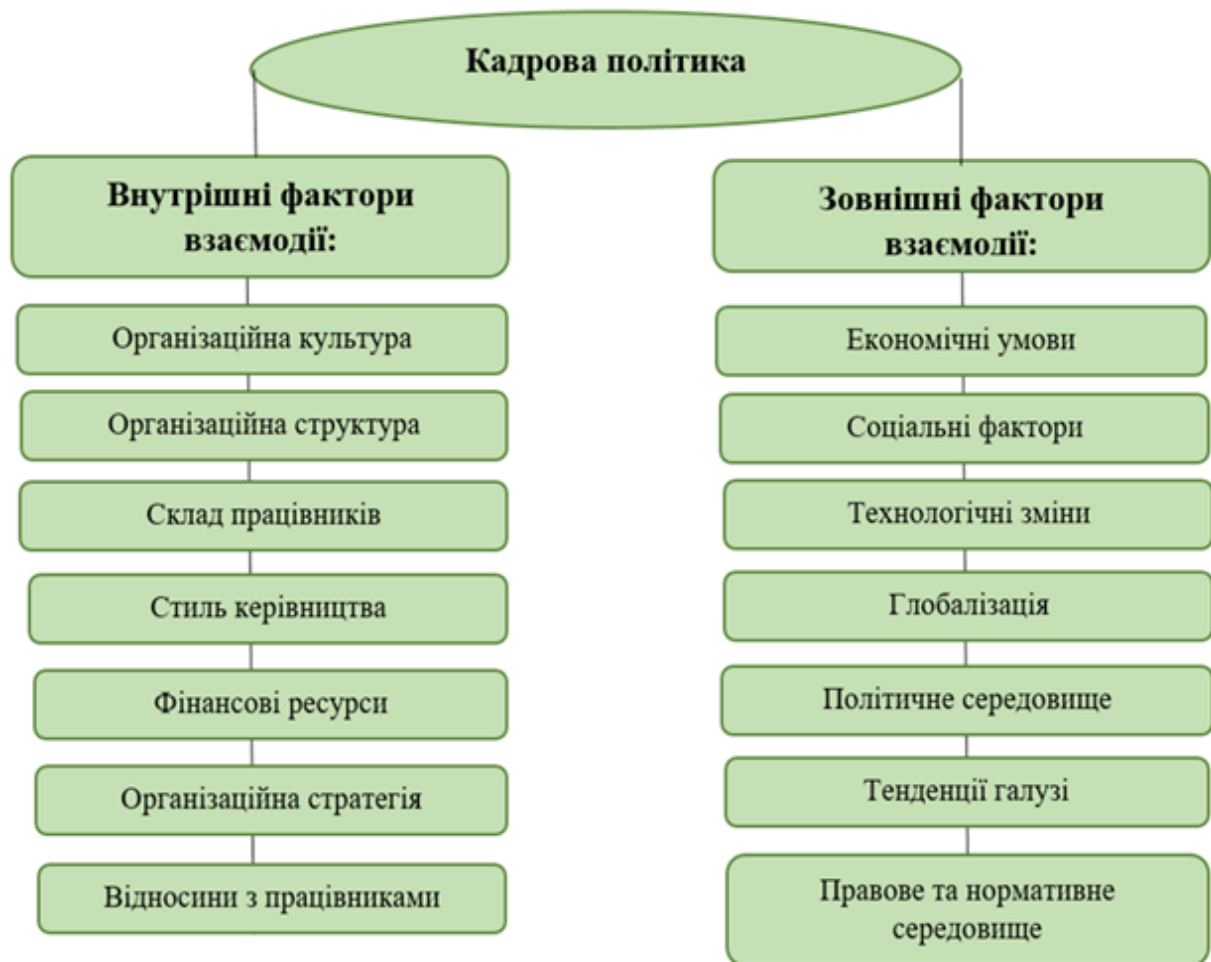 Кадрова політика
Внутрішні фактори
взаємодії:
Організаційна культура
Організаційна структура
Склад працівників
Стиль керівництва
Фінансові ресурси
Організаційна стратегія
Відносини з працівниками
Зовнішні фактори
взаємодії:
Економічні умови
Соціальні фактори
Технологічні зміни
Глобалізація
Політичне середовище
Тенденції галузі
Правове та нормативне
середовище